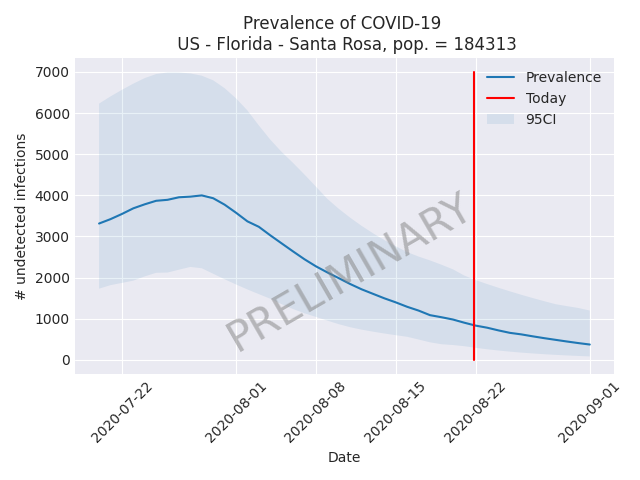 Prevalence of COVID-19
US - Florida - Santa Rosa, pop. = 184313
7000
6000
5000
4000
3000
2000
1000
0
# undetected infections
Prevalence
Today
95CI
PRELIMINARY
2020-07-22
2020-08-01
2020-08-08
2020-08-15
2020-08-22
2020-09-01
Date